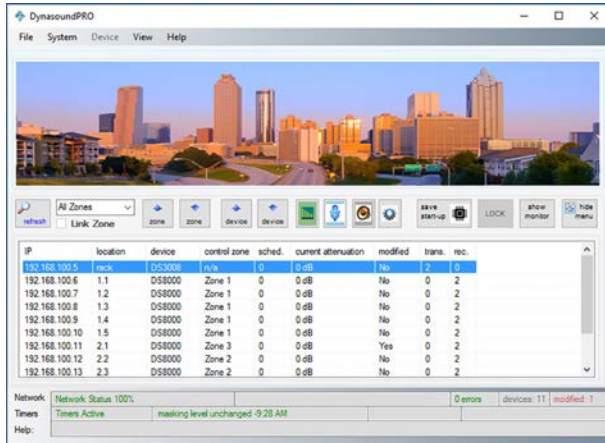 DynasoundPRO
File System Device View Help
refresh
All Zones
Link Zone
zone
zone
device
device
save start-up
LOCK
show monitor
hide menu
IP location device control zone sched. current attenuation modified trans. rec.
192.168.100.5 rack DS3008 n/a 0 0 dB No 2 0
192.168.100.6 1.1 DS8000 Zone 1 0 0 dB No 0 2
192.168.100.7 1.2 DS8000 Zone 1 0 0 dB No 0 2
192.168.100.8 1.3 DS8000 Zone 1 0 0 dB No 0 2
192.168.100.9 1.4 DS8000 Zone 1 0 0 dB No 0 2
192.168.100.10 1.5 DS8000 Zone 1 0 0 dB No 0 2
192.168.100.11 2.1 DS8000 Zone 3 0 0 dB Yes 0 2
192.168.100.12 2.2 DS8000 Zone 2 0 0 dB No 0 2
192.168.100.13 2.3 DS8000 Zone 2 0 0 dB No 0 2
Network Network Status 100% 0 errors devices: 11 modified: 1
Timers Timers Active masking level unchanged -9:28 AM
Help: